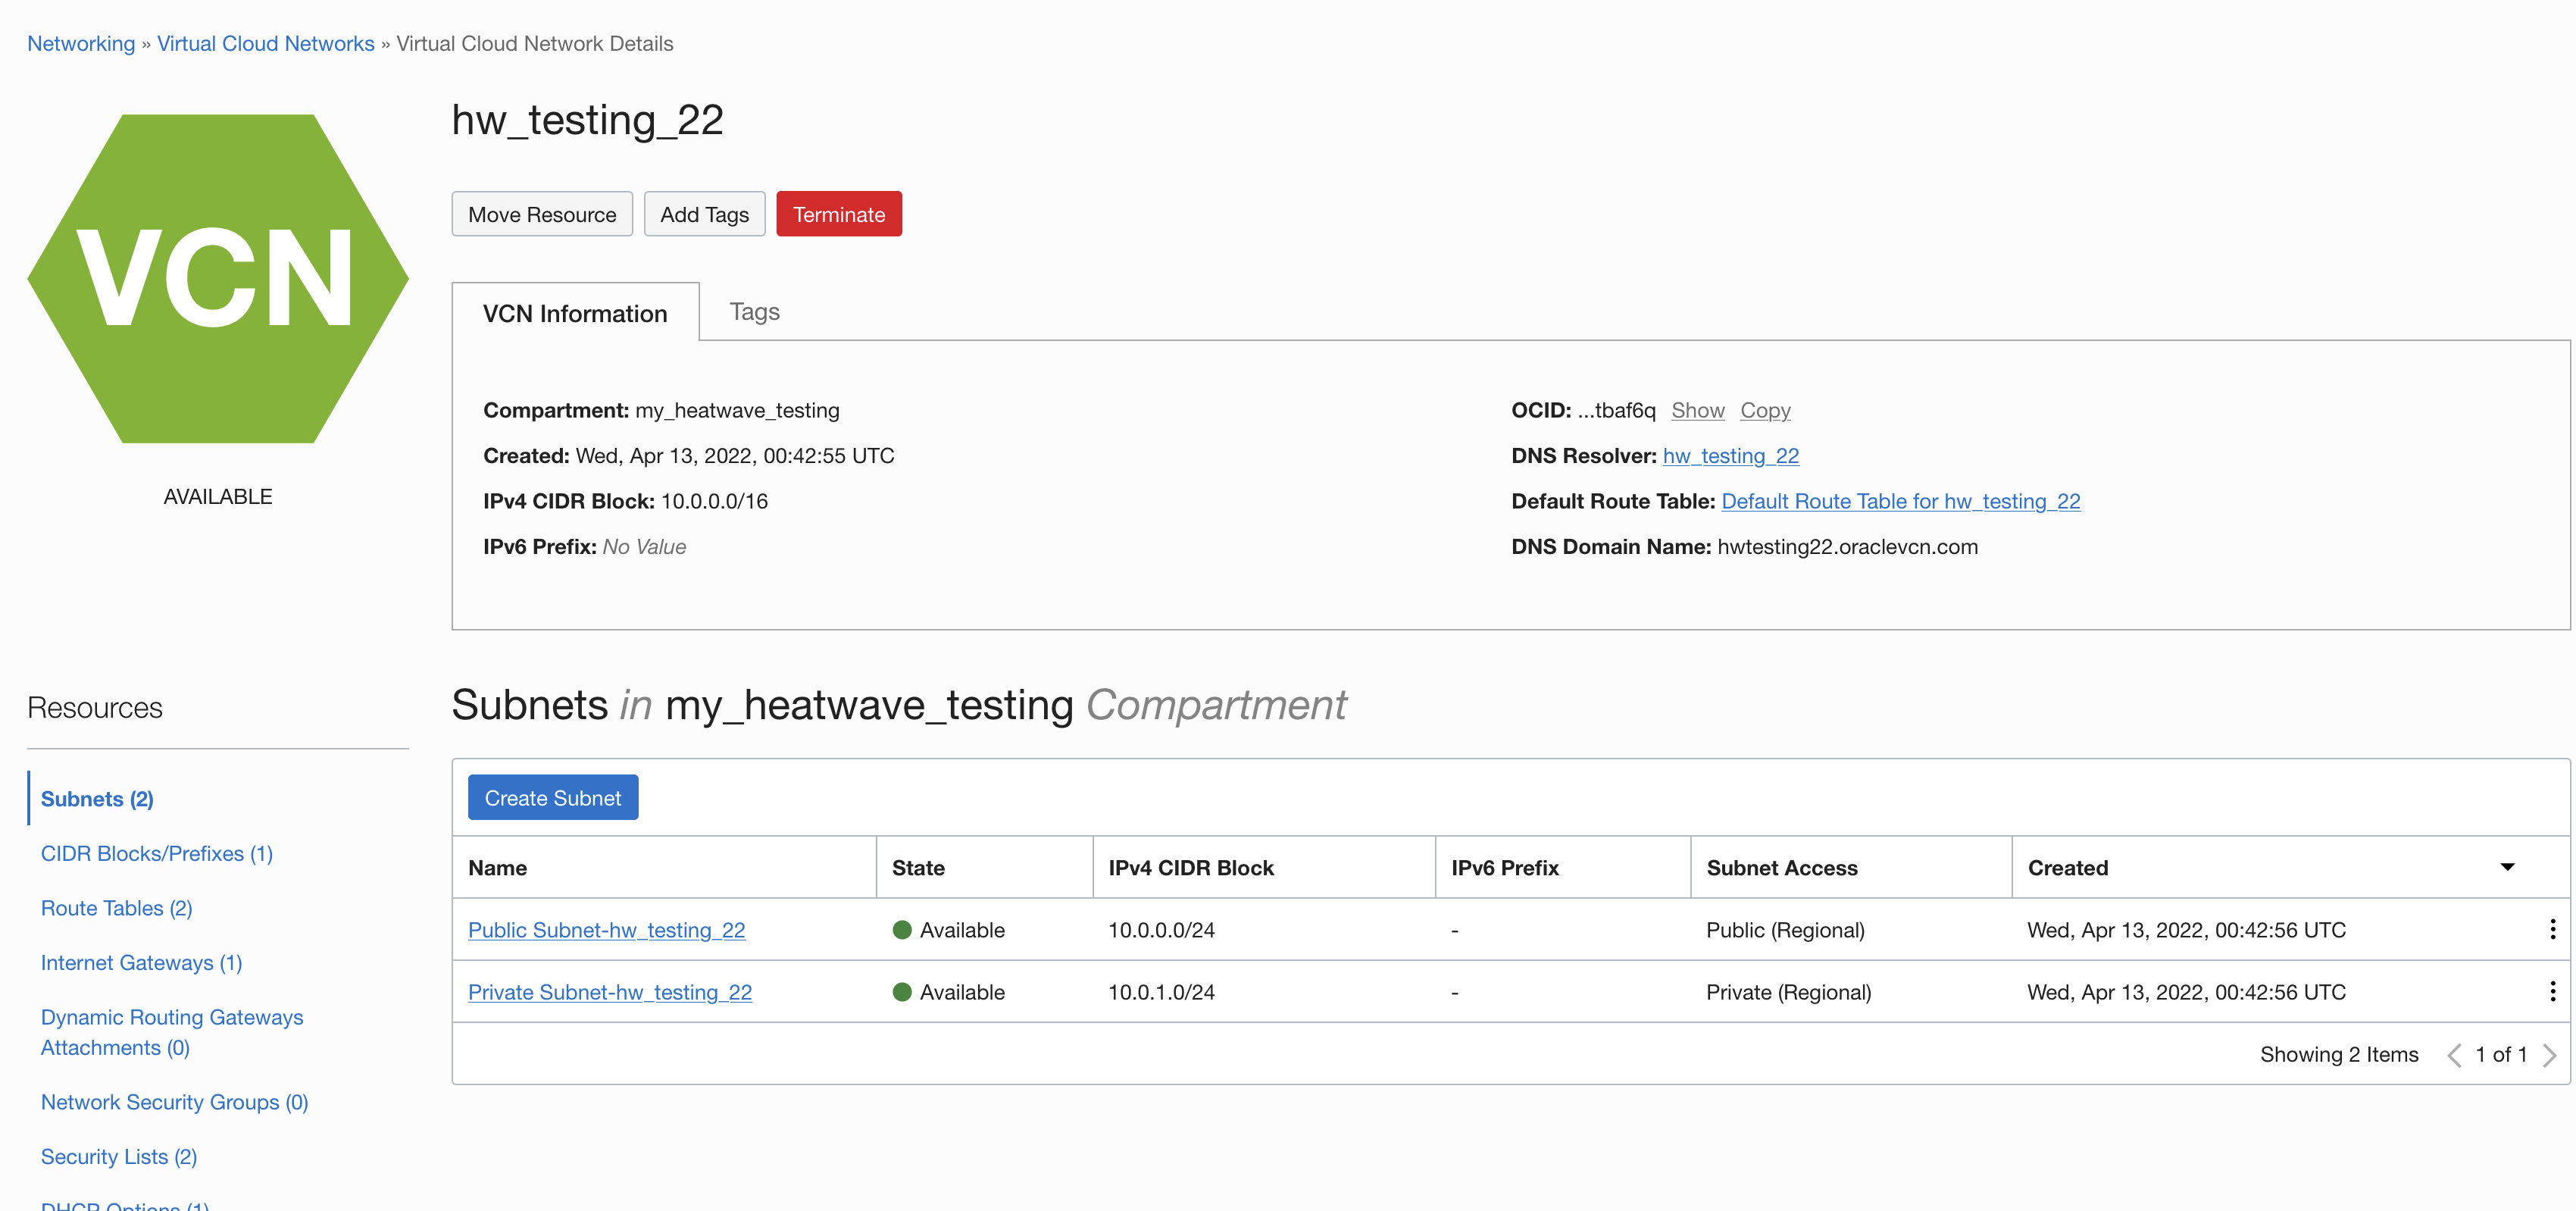 Networking » Virtual Cloud Networks » Virtual Cloud Network Details
VCN
AVAILABLE
hw_testing_22
Move Resource Add Tags Terminate
VCN Information Tags
Compartment: my_heatwave_testing
Created: Wed, Apr 13, 2022, 00:42:55 UTC
IPv4 CIDR Block: 10.0.0.0/16
IPv6 Prefix: No Value
OCID: ...tbaf6q Show Copy
DNS Resolver: hw_testing_22
Default Route Table: Default Route Table for hw_testing_22
DNS Domain Name: hwtesting22.oraclevcn.com
Resources
Subnets (2)
CIDR Blocks/Prefixes (1)
Route Tables (2)
Internet Gateways (1)
Dynamic Routing Gateways
Attachments (0)
Network Security Groups (0)
Security Lists (2)
DHCP Options (1)
Subnets in my_heatwave_testing Compartment
Create Subnet
Name State IPv4 CIDR Block IPv6 Prefix Subnet Access Created
Public Subnet-hw_testing_22 Available 10.0.0.0/24 - Public (Regional) Wed, Apr 13, 2022, 00:42:56 UTC
Private Subnet-hw_testing_22 Available 10.0.1.0/24 - Private (Regional) Wed, Apr 13, 2022, 00:42:56 UTC
Showing 2 Items < 1 of 1 >